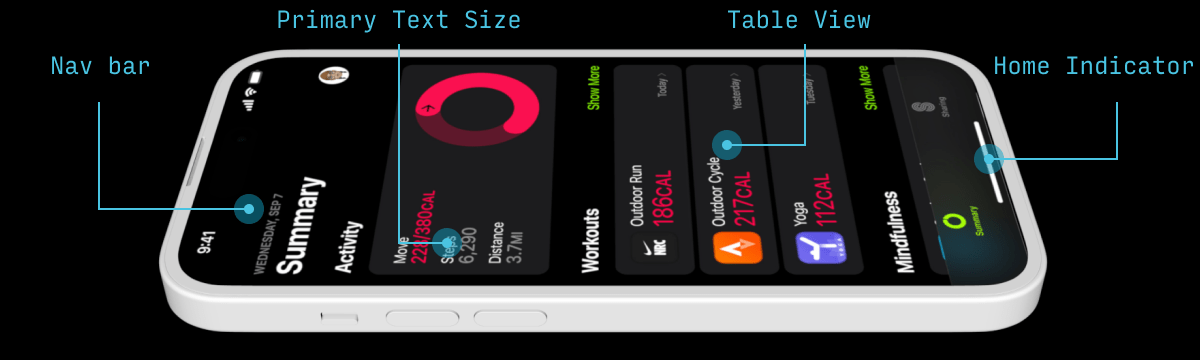 Primary Text Size
Table View
Nav bar
Home Indicator
9:41
WEDNESDAY, SEP 7
Summary
Activity
Move
228/380CAL
Steps
6,290
Distance
3.7MI
Workouts
Show More
NRC
Outdoor Run
186CAL
Today
Outdoor Cycle
217CAL
Yesterday
Yoga
112CAL
Tuesday
Mindfulness
Show More
Summary
Sharing